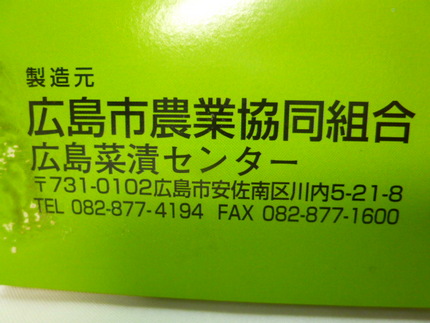 製造元
広島市農業協同組合
広島菜漬センター
〒731-0102広島市安佐南区川内5-21-8
TEL 082-877-4194 FAX 082-877-1600